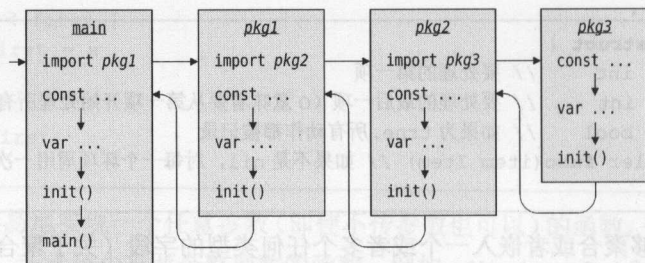 main
import pkg1
const ...
var ...
init()
main()
pkg1
import pkg2
const ...
var ...
init()
pkg2
import pkg3
const ...
var ...
init()
pkg3
const ...
var ...
init()